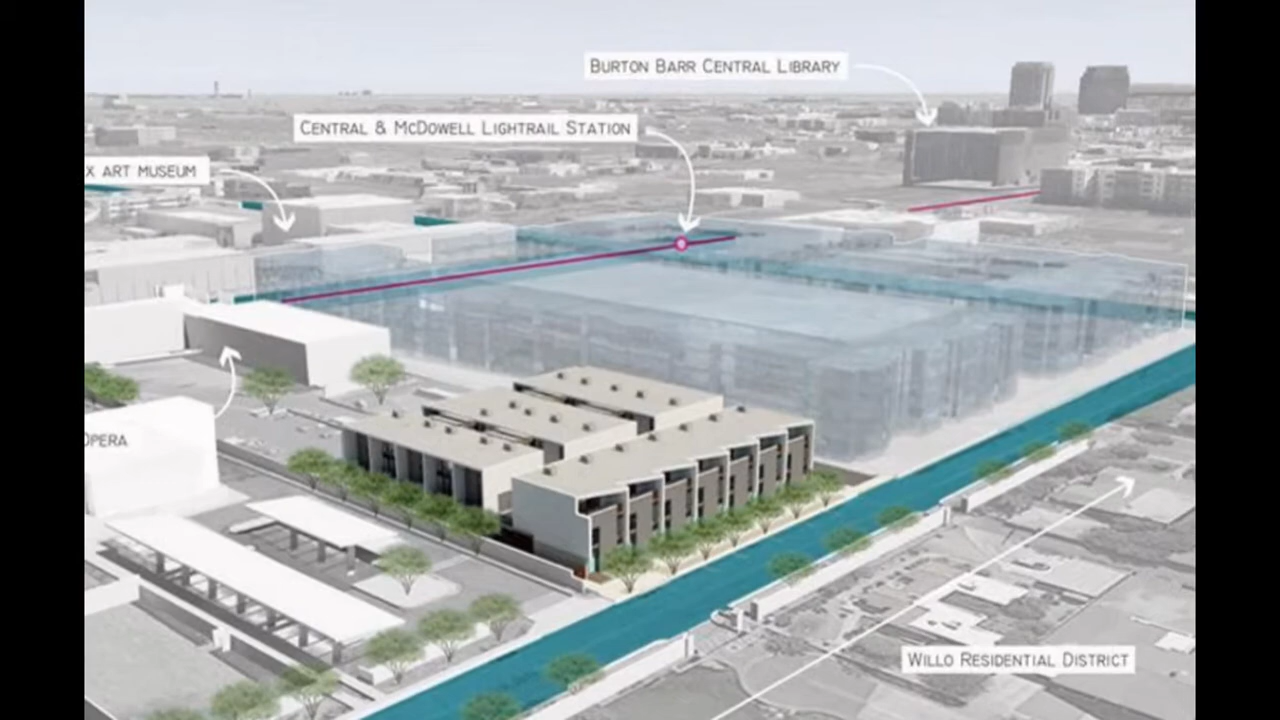 BURTON BARR CENTRAL LIBRARY
CENTRAL & MCDOWELL LIGHTRAIL STATION
X ART MUSEUM
OPERA
WILLO RESIDENTIAL DISTRICT